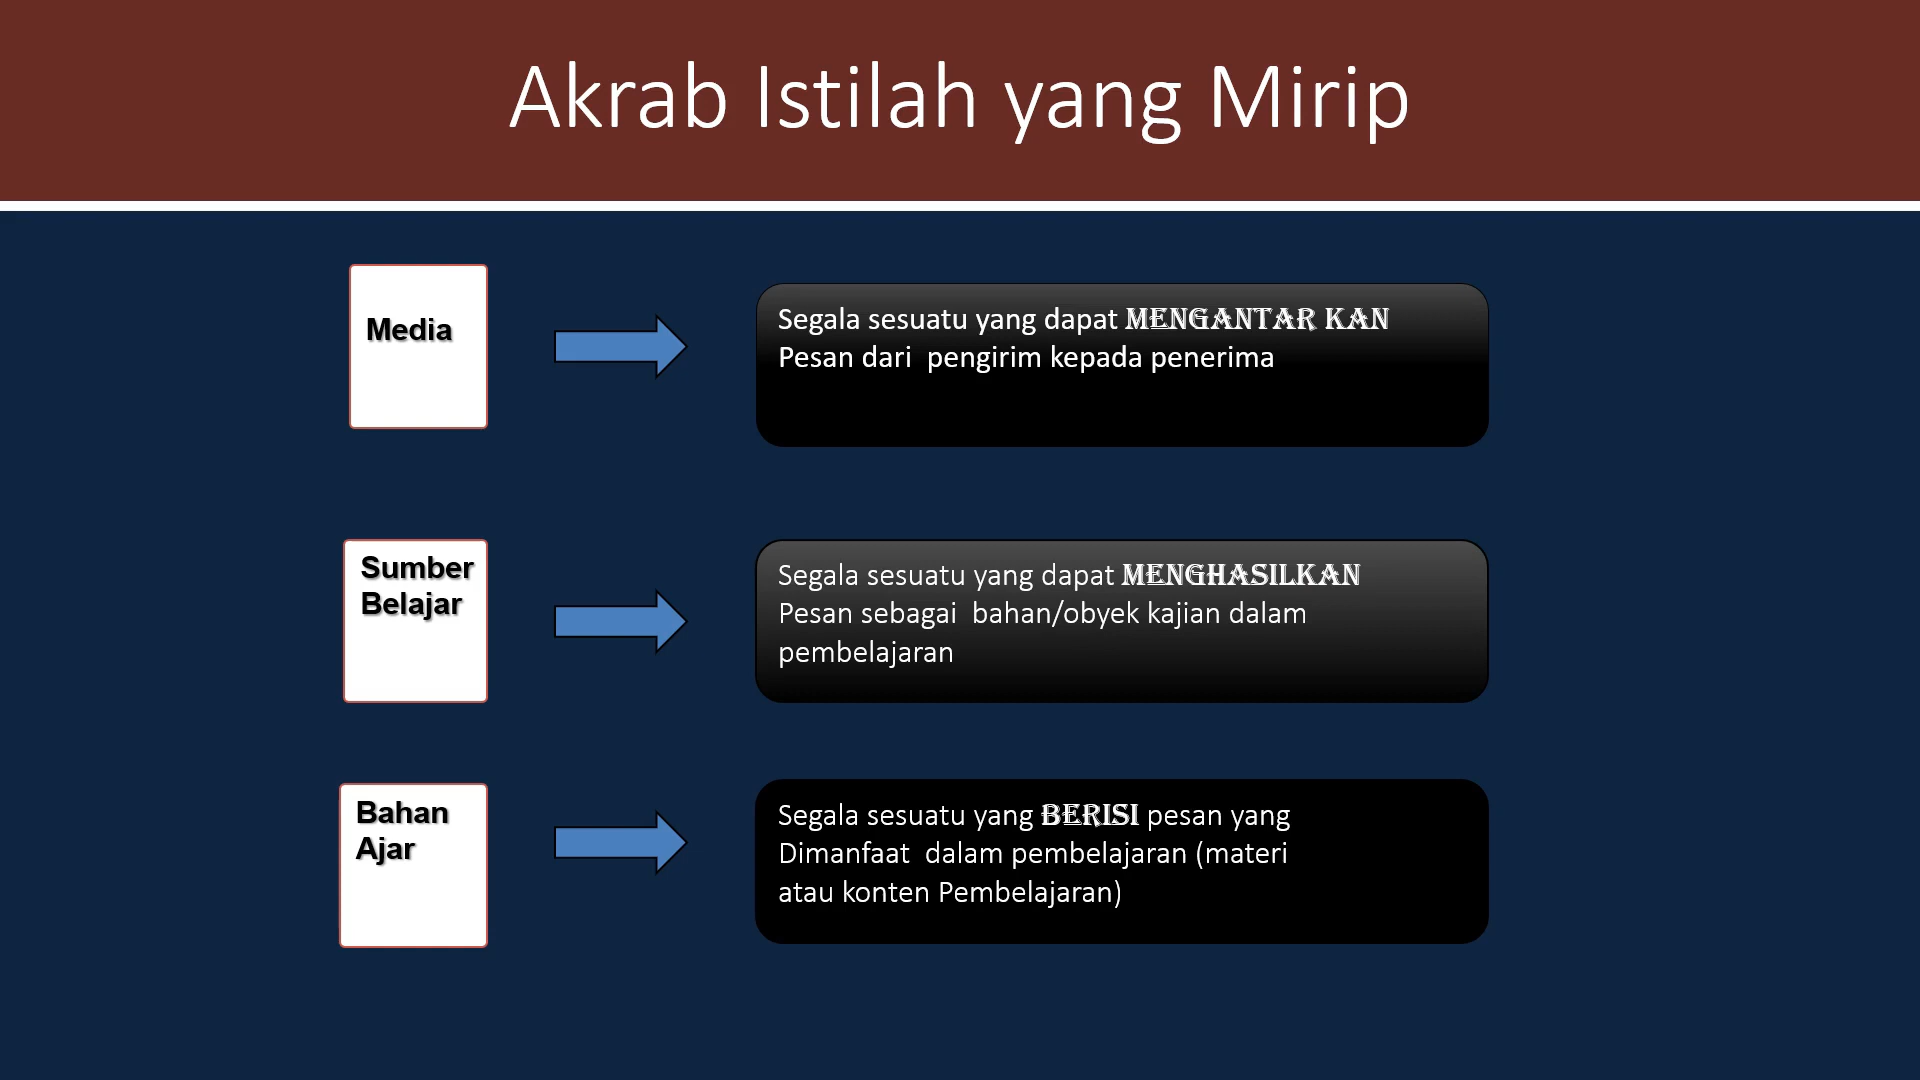 Akrab Istilah yang Mirip
Media
Segala sesuatu yang dapat MENGANTAR KAN
Pesan dari  pengirim kepada penerima
Sumber
Belajar
Segala sesuatu yang dapat MENGHASILKAN
Pesan sebagai  bahan/obyek kajian dalam
pembelajaran
Bahan
Ajar
Segala sesuatu yang BERISI pesan yang
Dimanfaat  dalam pembelajaran (materi
atau konten Pembelajaran)